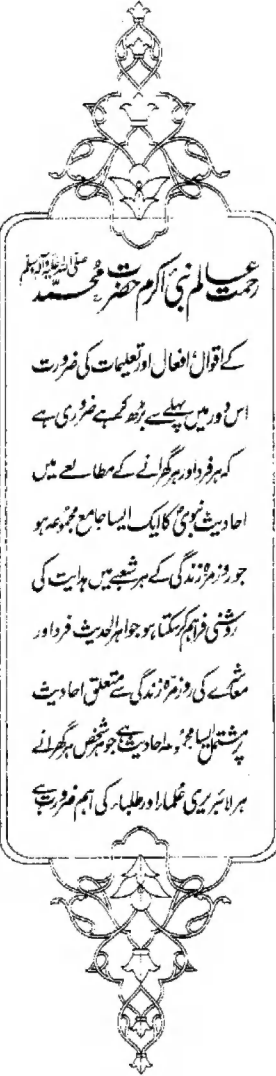 رحمت عالم نبی اکرم حضرت محمد صلی اللہ علیہ وآلہ وسلم
کے اقوال افعال اور تعلیمات کی ضرورت
اس دور میں پہلے سے بڑھ کر ہے ضروری ہے
کہ ہر فرد اور ہر گھرانے کے مطالعے میں
احادیث نبویؐ کا ایک ایسا جامع مجموعہ ہو
جو روزمرہ زندگی کے ہر شعبے میں ہدایت کی
روشنی فراہم کر سکتا ہو جواہر الحدیث فرد اور
معاشرے کی روزمرہ زندگی سے متعلق احادیث
پر مشتمل ایسا مجموعہ احادیث ہے جو ہر شخص ہر گھرانے
ہر لائبریری علماء اور طلباء کی اہم ضرورت ہے